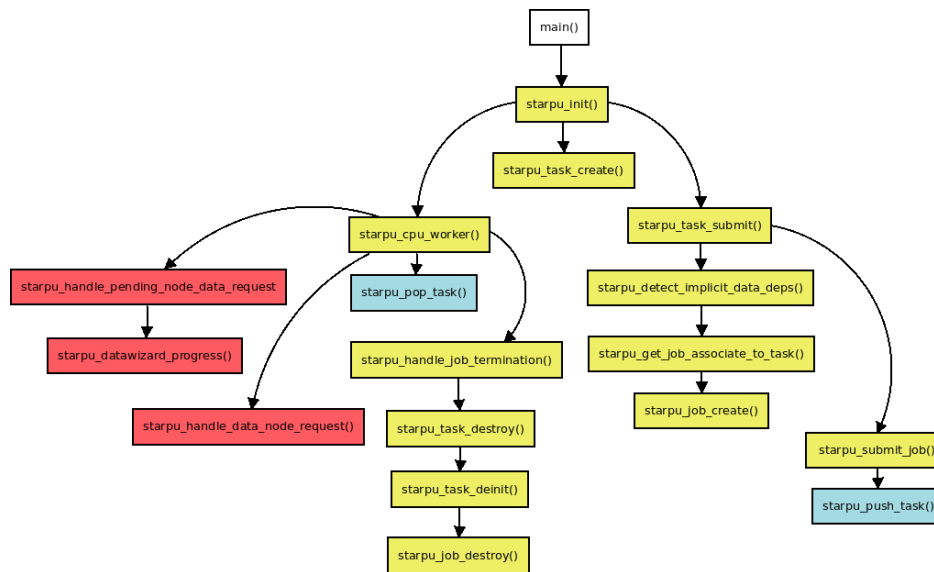 main()
starpu_init()
starpu_task_create()
starpu_cpu_worker()
starpu_task_submit()
starpu_handle_pending_node_data_request
starpu_pop_task()
starpu_detect_implicit_data_deps()
starpu_datawizard_progress()
starpu_handle_job_termination()
starpu_get_job_associate_to_task()
starpu_handle_data_node_request()
starpu_task_destroy()
starpu_job_create()
starpu_submit_job()
starpu_task_deinit()
starpu_push_task()
starpu_job_destroy()